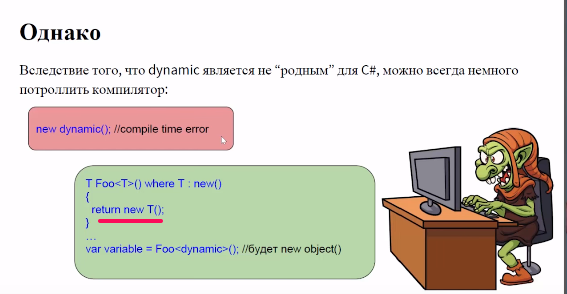 Однако
Вследствие того, что dynamic является не “родным” для C#, можно всегда немного
потроллить компилятор:
new dynamic(); //compile time error
T Foo<T>() where T : new()
{
return new T();
}
...
var variable = Foo<dynamic>(); //будет new object()